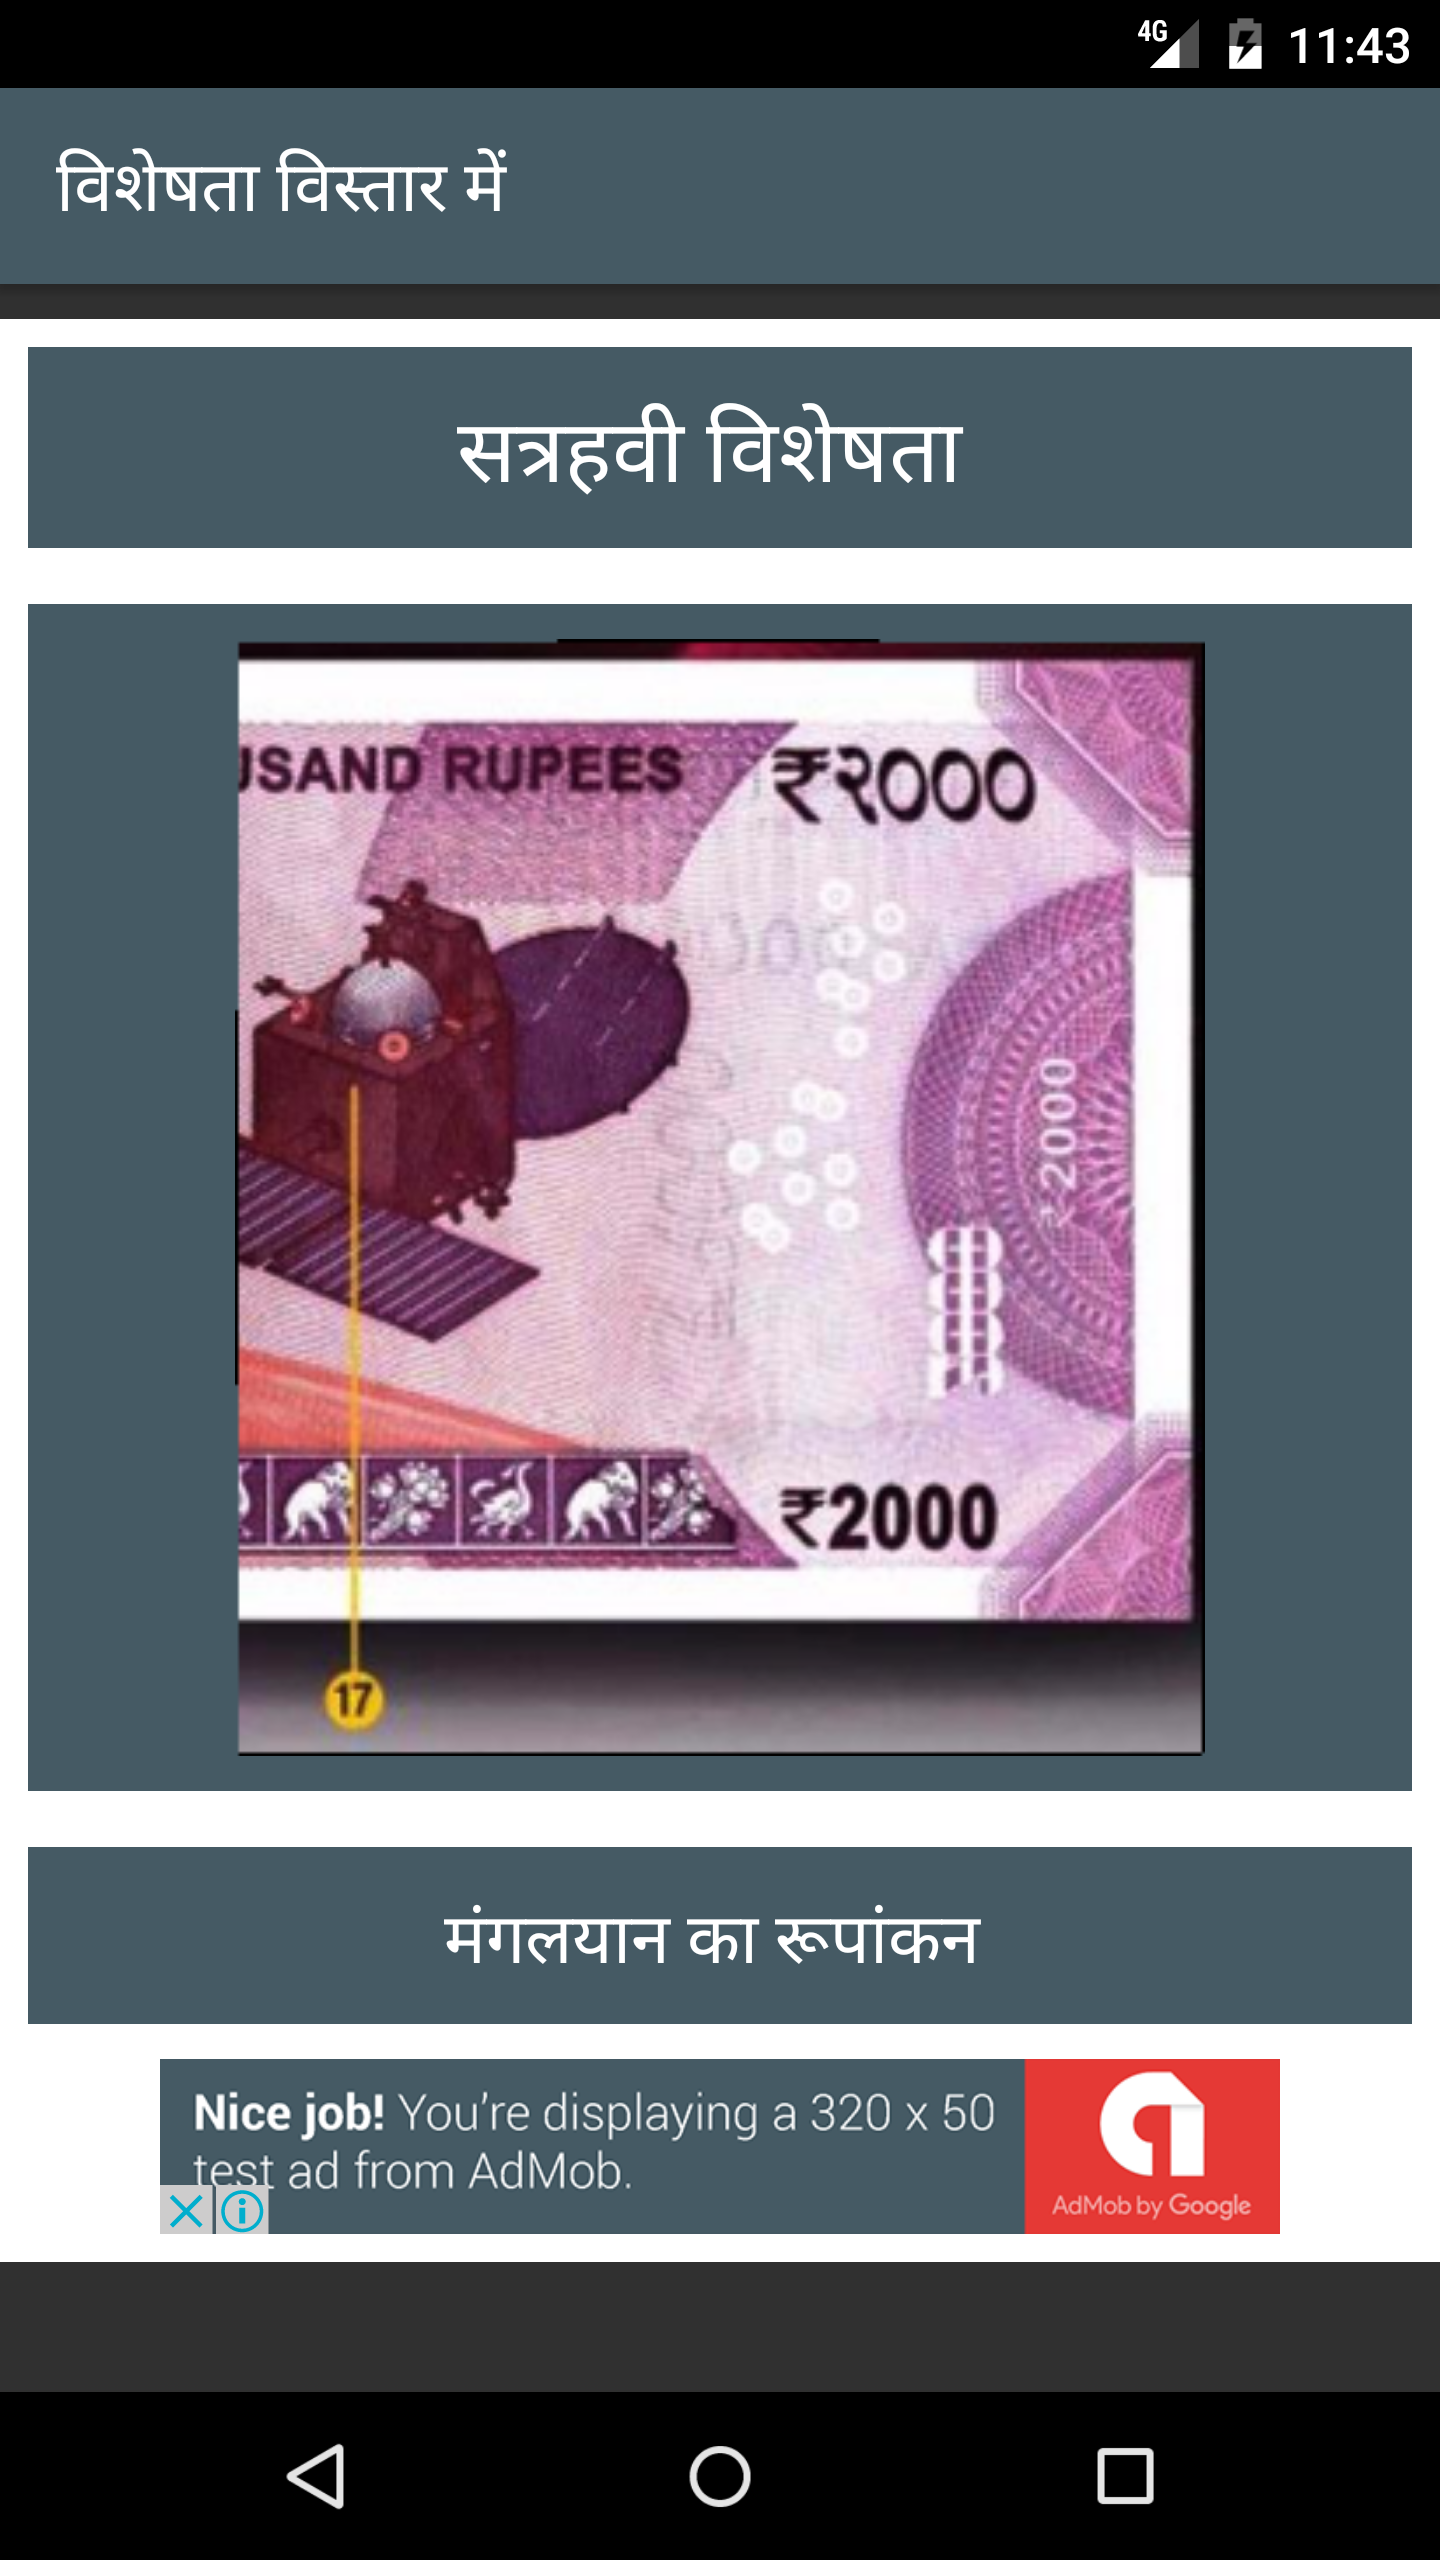 4G 11:43
विशेषता विस्तार में
सत्रहवी विशेषता
USAND RUPEES ₹२000
₹2000
₹2000
17
मंगलयान का रूपांकन
Nice job! You're displaying a 320 x 50
test ad from AdMob.
AdMob by Google